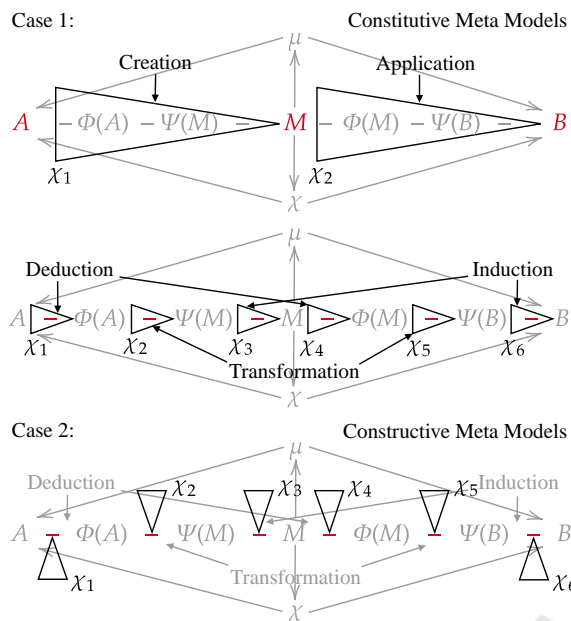 Case 1: Constitutive Meta Models
μ
Creation Application
A – Φ(A) – Ψ(M) – M – Φ(M) – Ψ(B) – B
χ1 χ2
χ
μ
Deduction Induction
A – Φ(A) – Ψ(M) – M – Φ(M) – Ψ(B) – B
χ1 χ2 χ3 χ4 χ5 χ6
Transformation
χ
Case 2: Constructive Meta Models
μ
Deduction χ2 χ3 χ4 χ5 Induction
A – Φ(A) – Ψ(M) – M – Φ(M) – Ψ(B) – B
χ1 Transformation χ6
χ